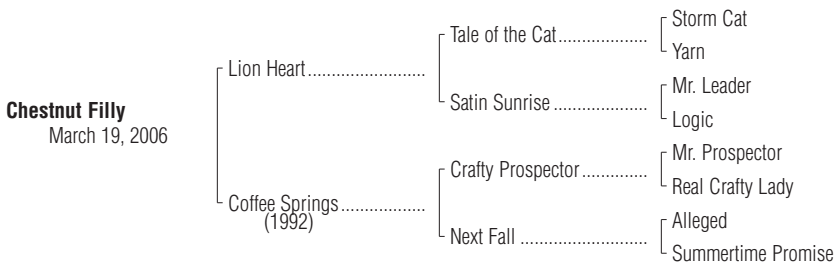 Storm Cat
Tale of the Cat....................
Yarn
Lion Heart.........................
Mr. Leader
Satin Sunrise ....................
Logic
Chestnut Filly
March 19, 2006
Mr. Prospector
Crafty Prospector..............
Real Crafty Lady
Coffee Springs..................
(1992)
Alleged
Next Fall ...........................
Summertime Promise